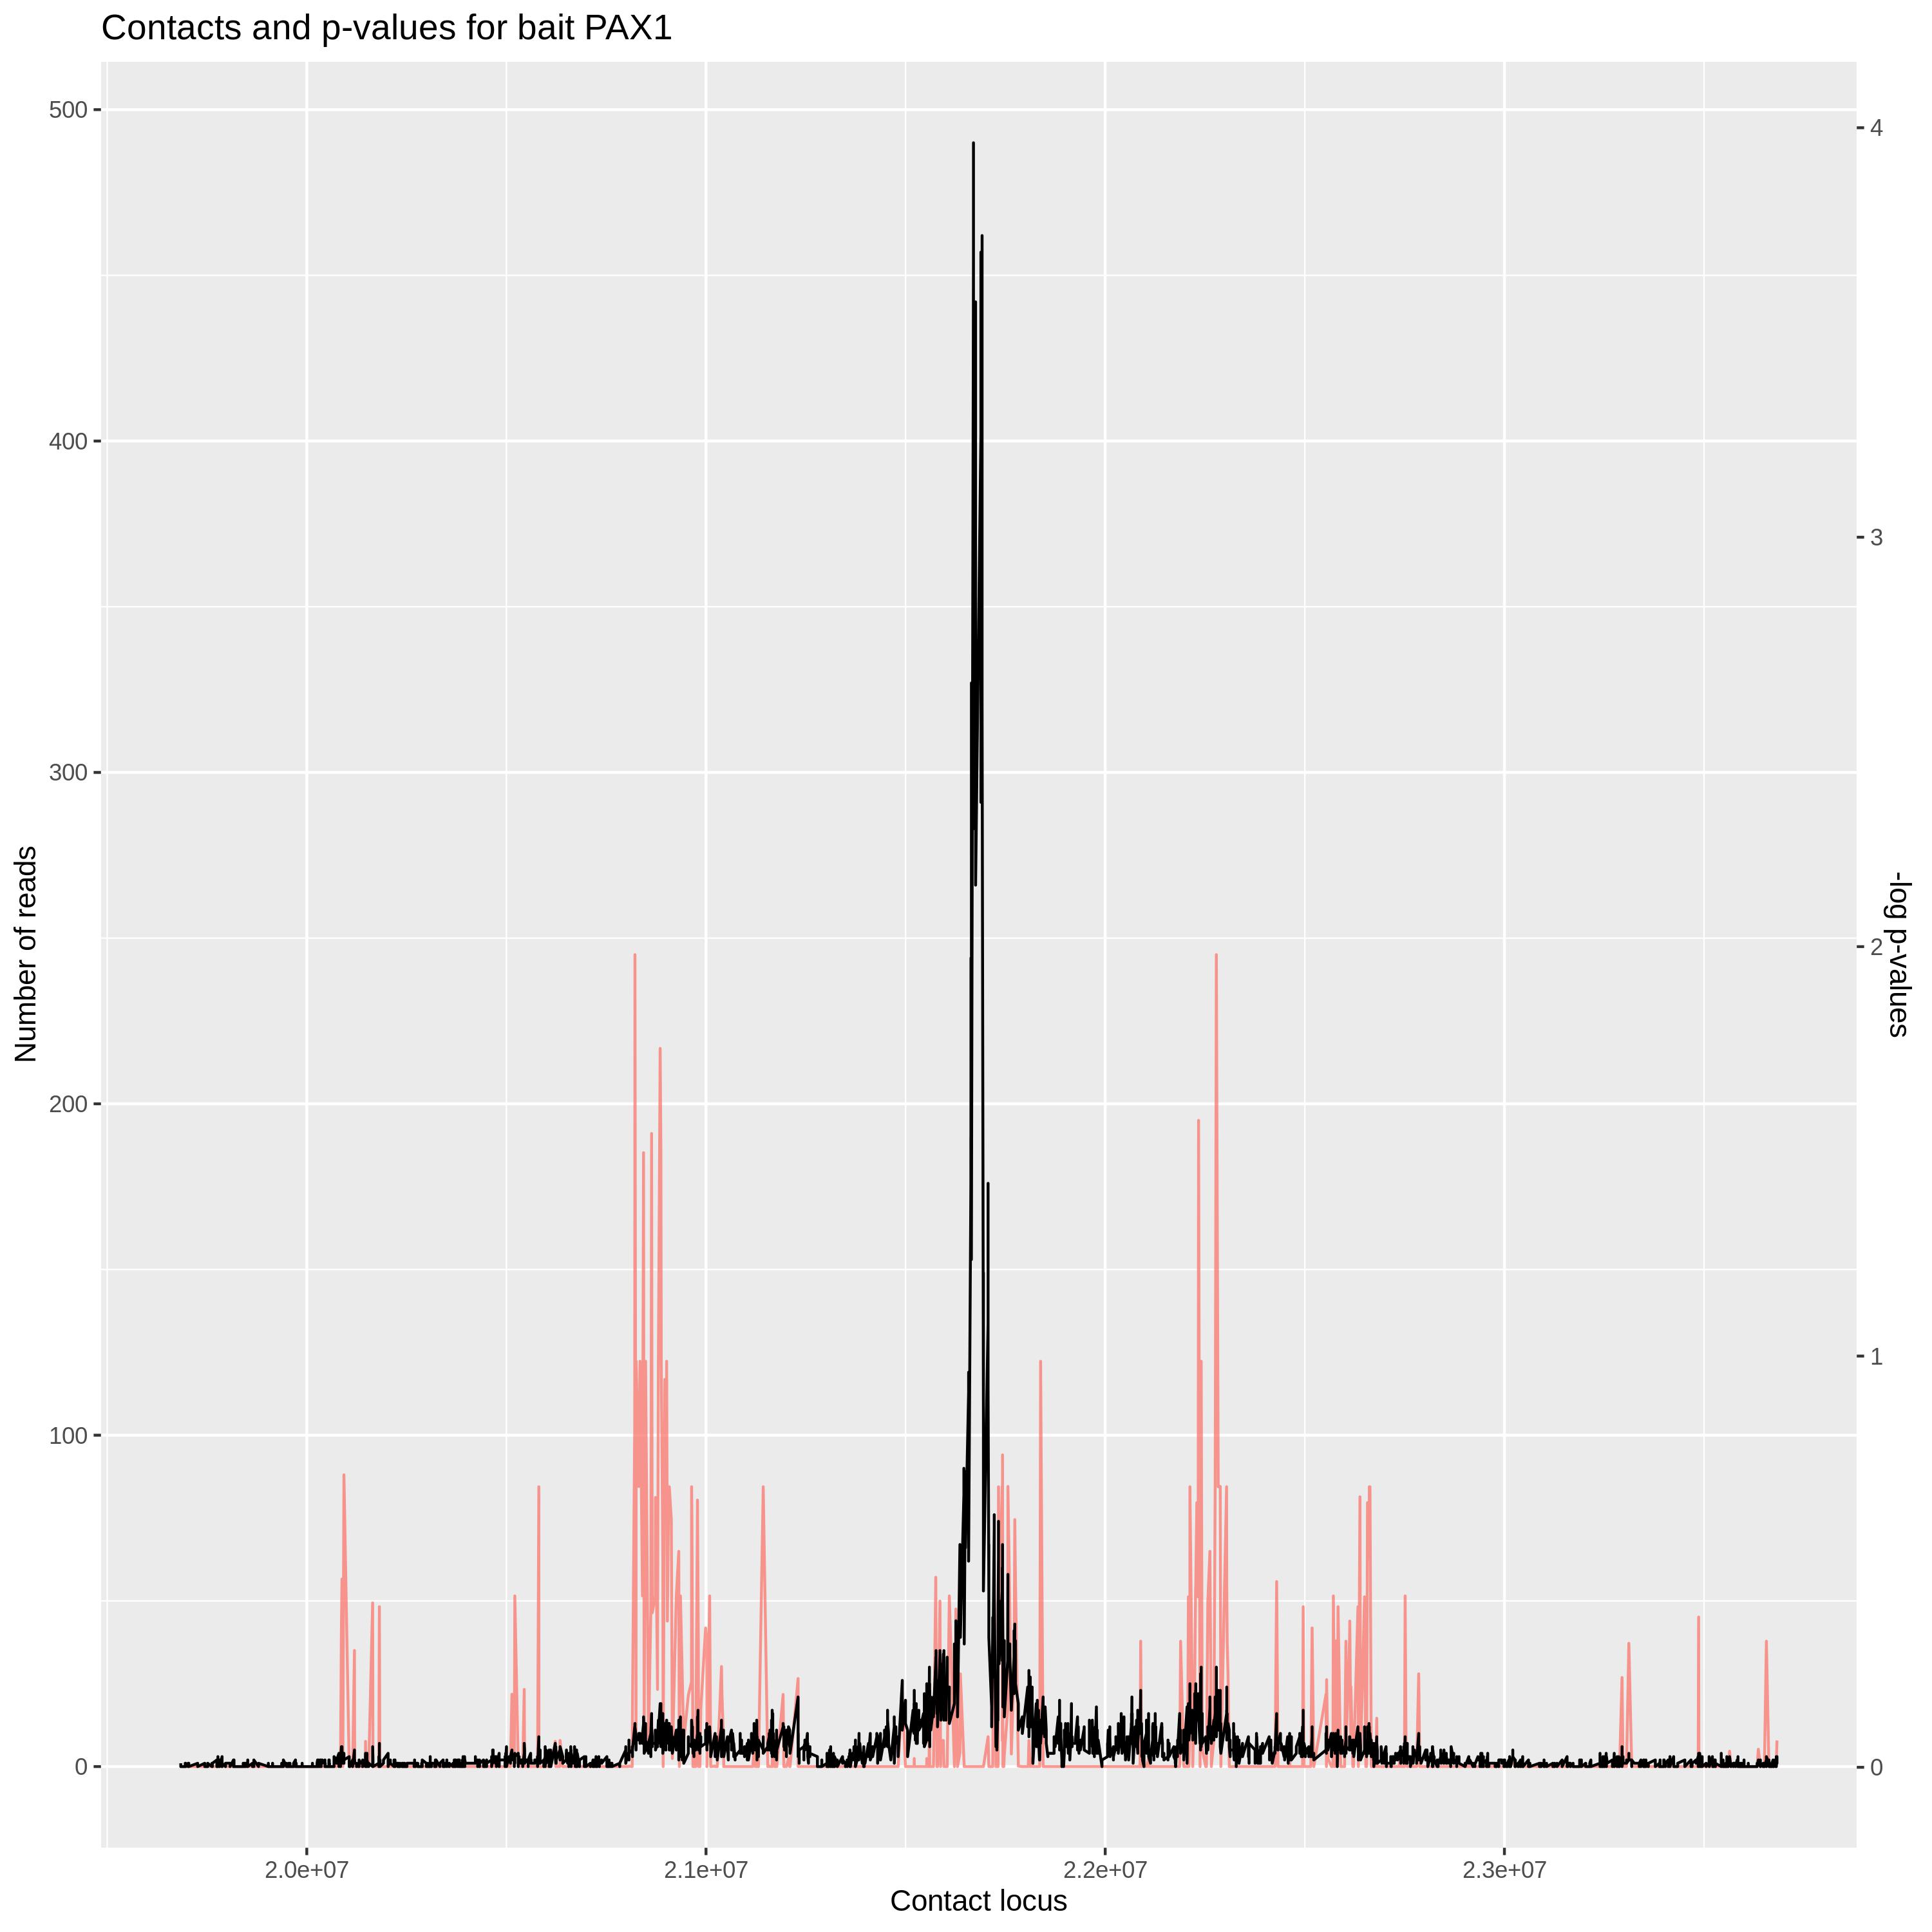 Contacts and p-values for bait PAX1
500
400
300
200
100
0
Number of reads
4
3
2
1
0
-log p-values
2.0e+07
2.1e+07
2.2e+07
2.3e+07
Contact locus